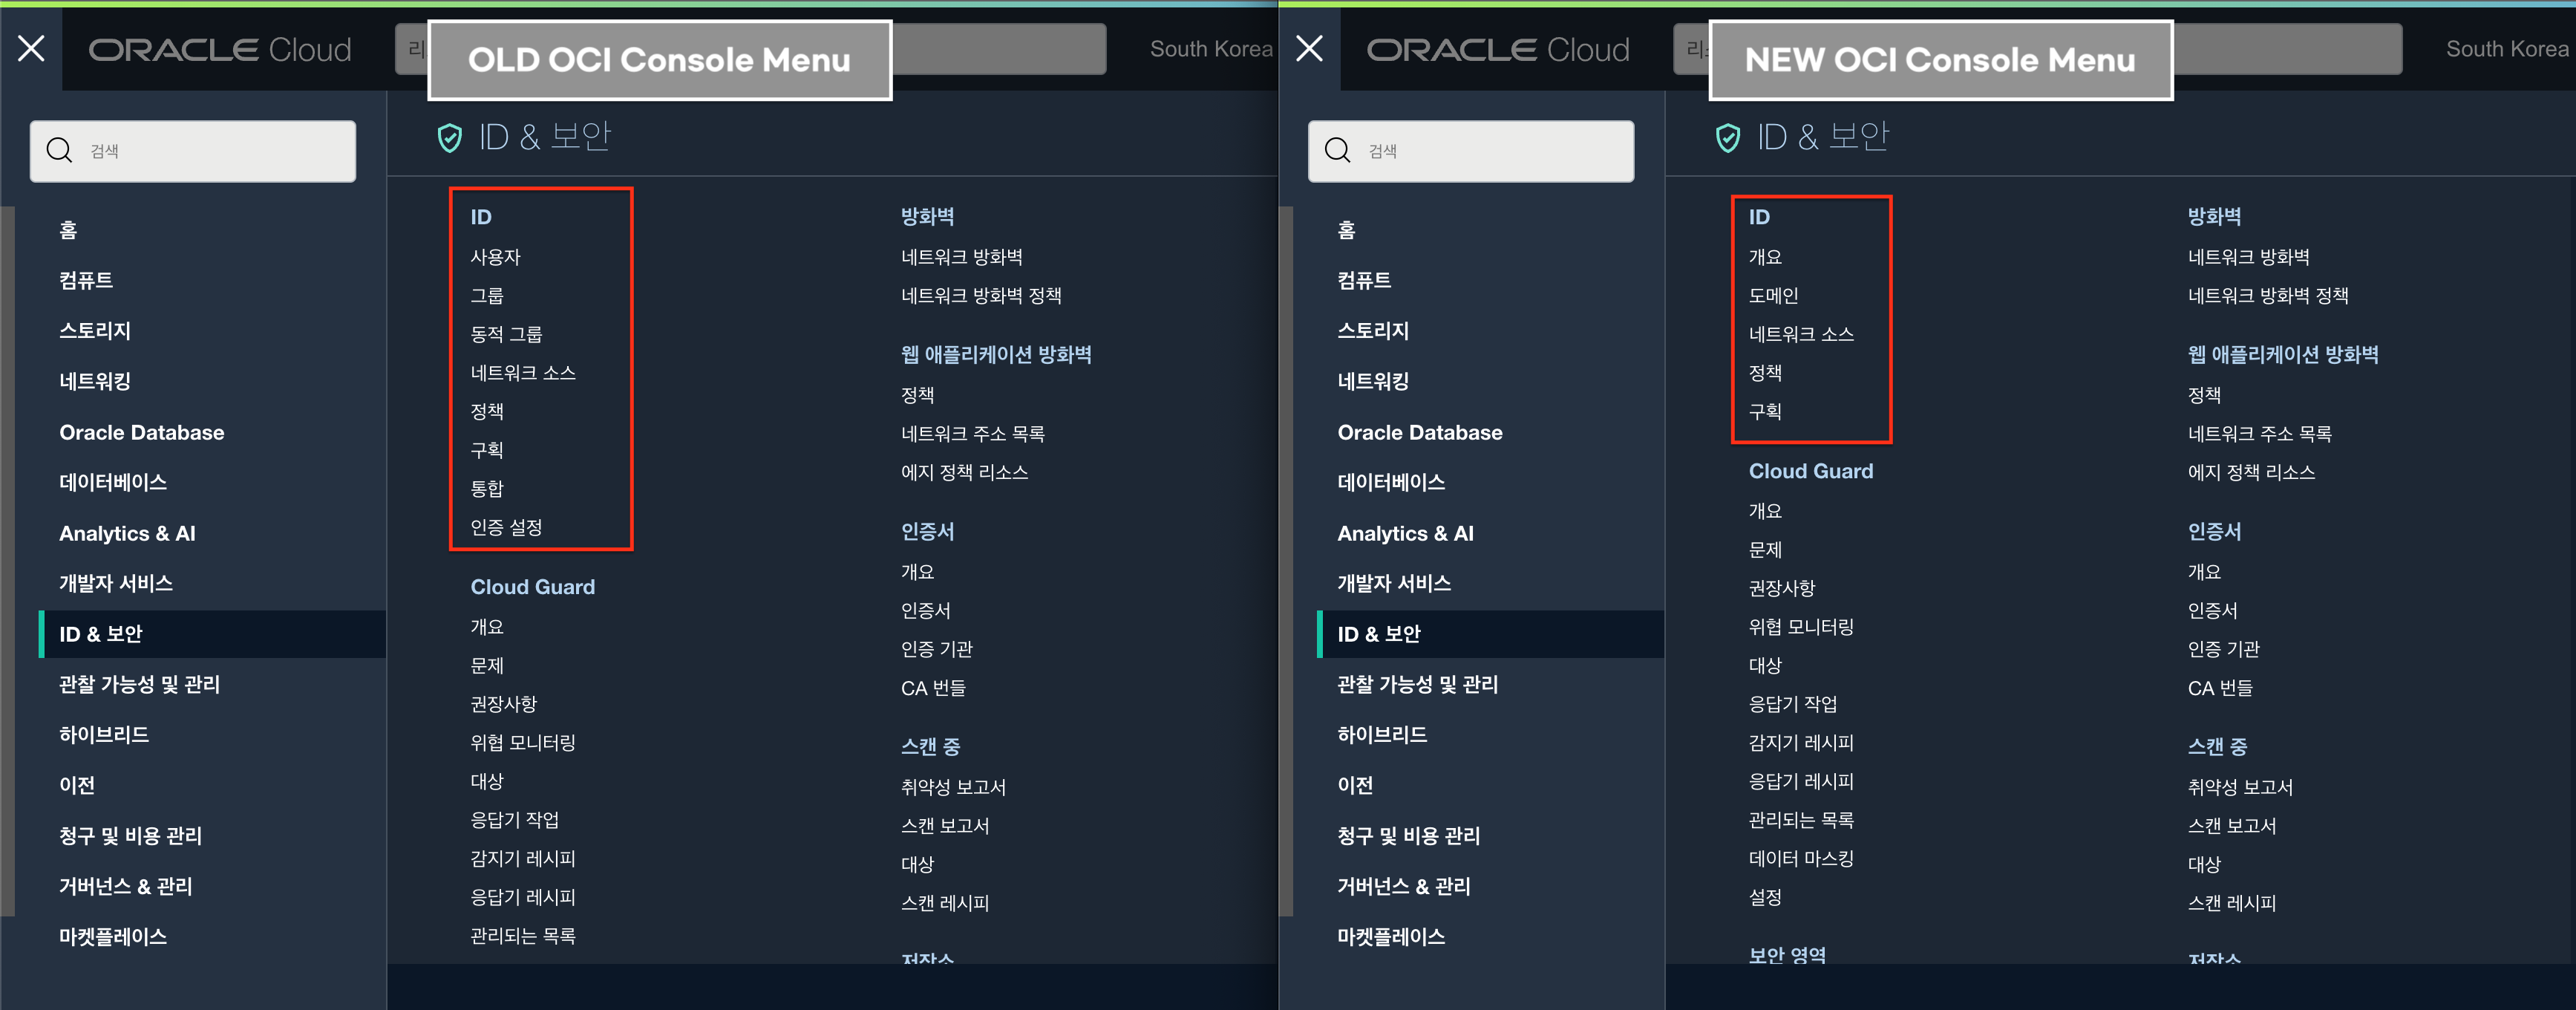 ORACLE Cloud
리
OLD OCI Console Menu
South Korea
검색
홈
컴퓨트
스토리지
네트워킹
Oracle Database
데이터베이스
Analytics & AI
개발자 서비스
ID & 보안
관찰 가능성 및 관리
하이브리드
이전
청구 및 비용 관리
거버넌스 & 관리
마켓플레이스
ID & 보안
ID
사용자
그룹
동적 그룹
네트워크 소스
정책
구획
통합
인증 설정
Cloud Guard
개요
문제
권장사항
위협 모니터링
대상
응답기 작업
감지기 레시피
응답기 레시피
관리되는 목록
방화벽
네트워크 방화벽
네트워크 방화벽 정책
웹 애플리케이션 방화벽
정책
네트워크 주소 목록
에지 정책 리소스
인증서
개요
인증서
인증 기관
CA 번들
스캔 중
취약성 보고서
스캔 보고서
대상
스캔 레시피
저장소
ORACLE Cloud
NEW OCI Console Menu
South Korea
검색
홈
컴퓨트
스토리지
네트워킹
Oracle Database
데이터베이스
Analytics & AI
개발자 서비스
ID & 보안
관찰 가능성 및 관리
하이브리드
이전
청구 및 비용 관리
거버넌스 & 관리
마켓플레이스
ID & 보안
ID
개요
도메인
네트워크 소스
정책
구획
Cloud Guard
개요
문제
권장사항
위협 모니터링
대상
응답기 작업
감지기 레시피
응답기 레시피
관리되는 목록
데이터 마스킹
설정
보안 영역
방화벽
네트워크 방화벽
네트워크 방화벽 정책
웹 애플리케이션 방화벽
정책
네트워크 주소 목록
에지 정책 리소스
인증서
개요
인증서
인증 기관
CA 번들
스캔 중
취약성 보고서
스캔 보고서
대상
스캔 레시피
저장소